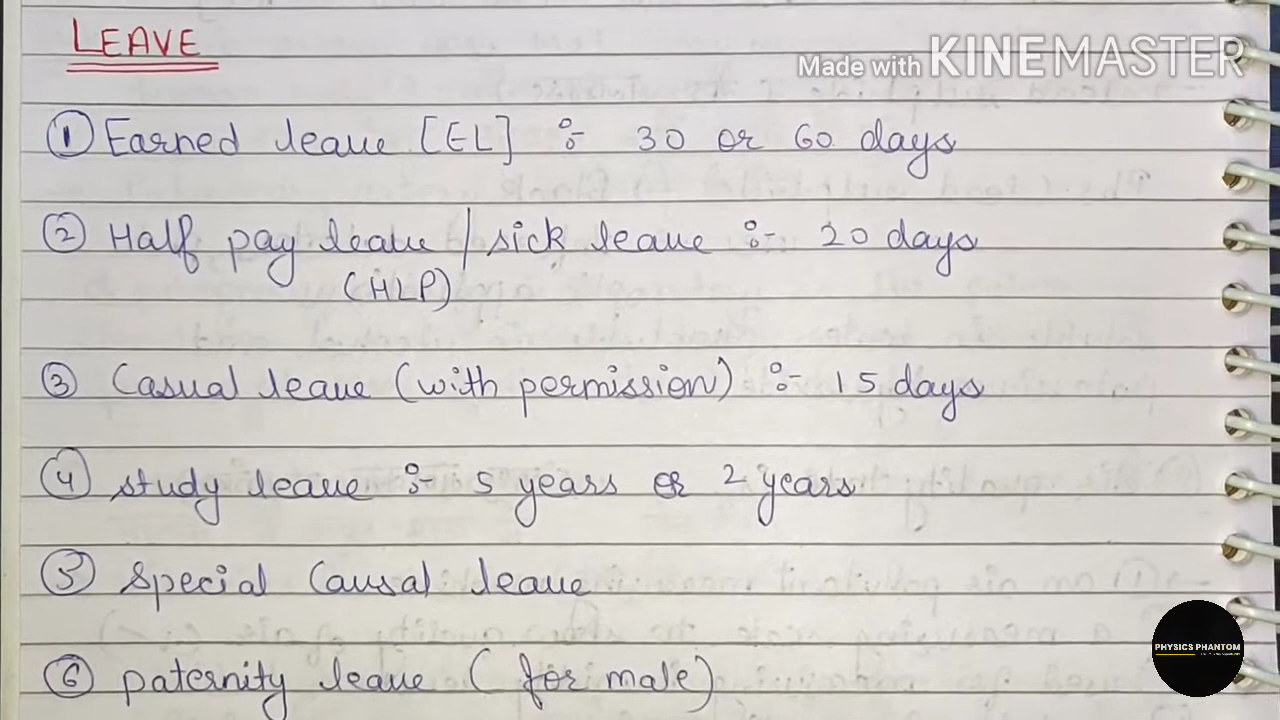 LEAVE
Made with KINEMASTER
① Earned leave [EL] :- 30 or 60 days
② Half pay leave / sick leave :- 20 days
(HLP)
③ Casual leave (with permission) :- 15 days
④ study leave :- 5 years or 2 years
⑤ special Causal leave
⑥ paternity leave (for male)
PHYSICS PHANTOM